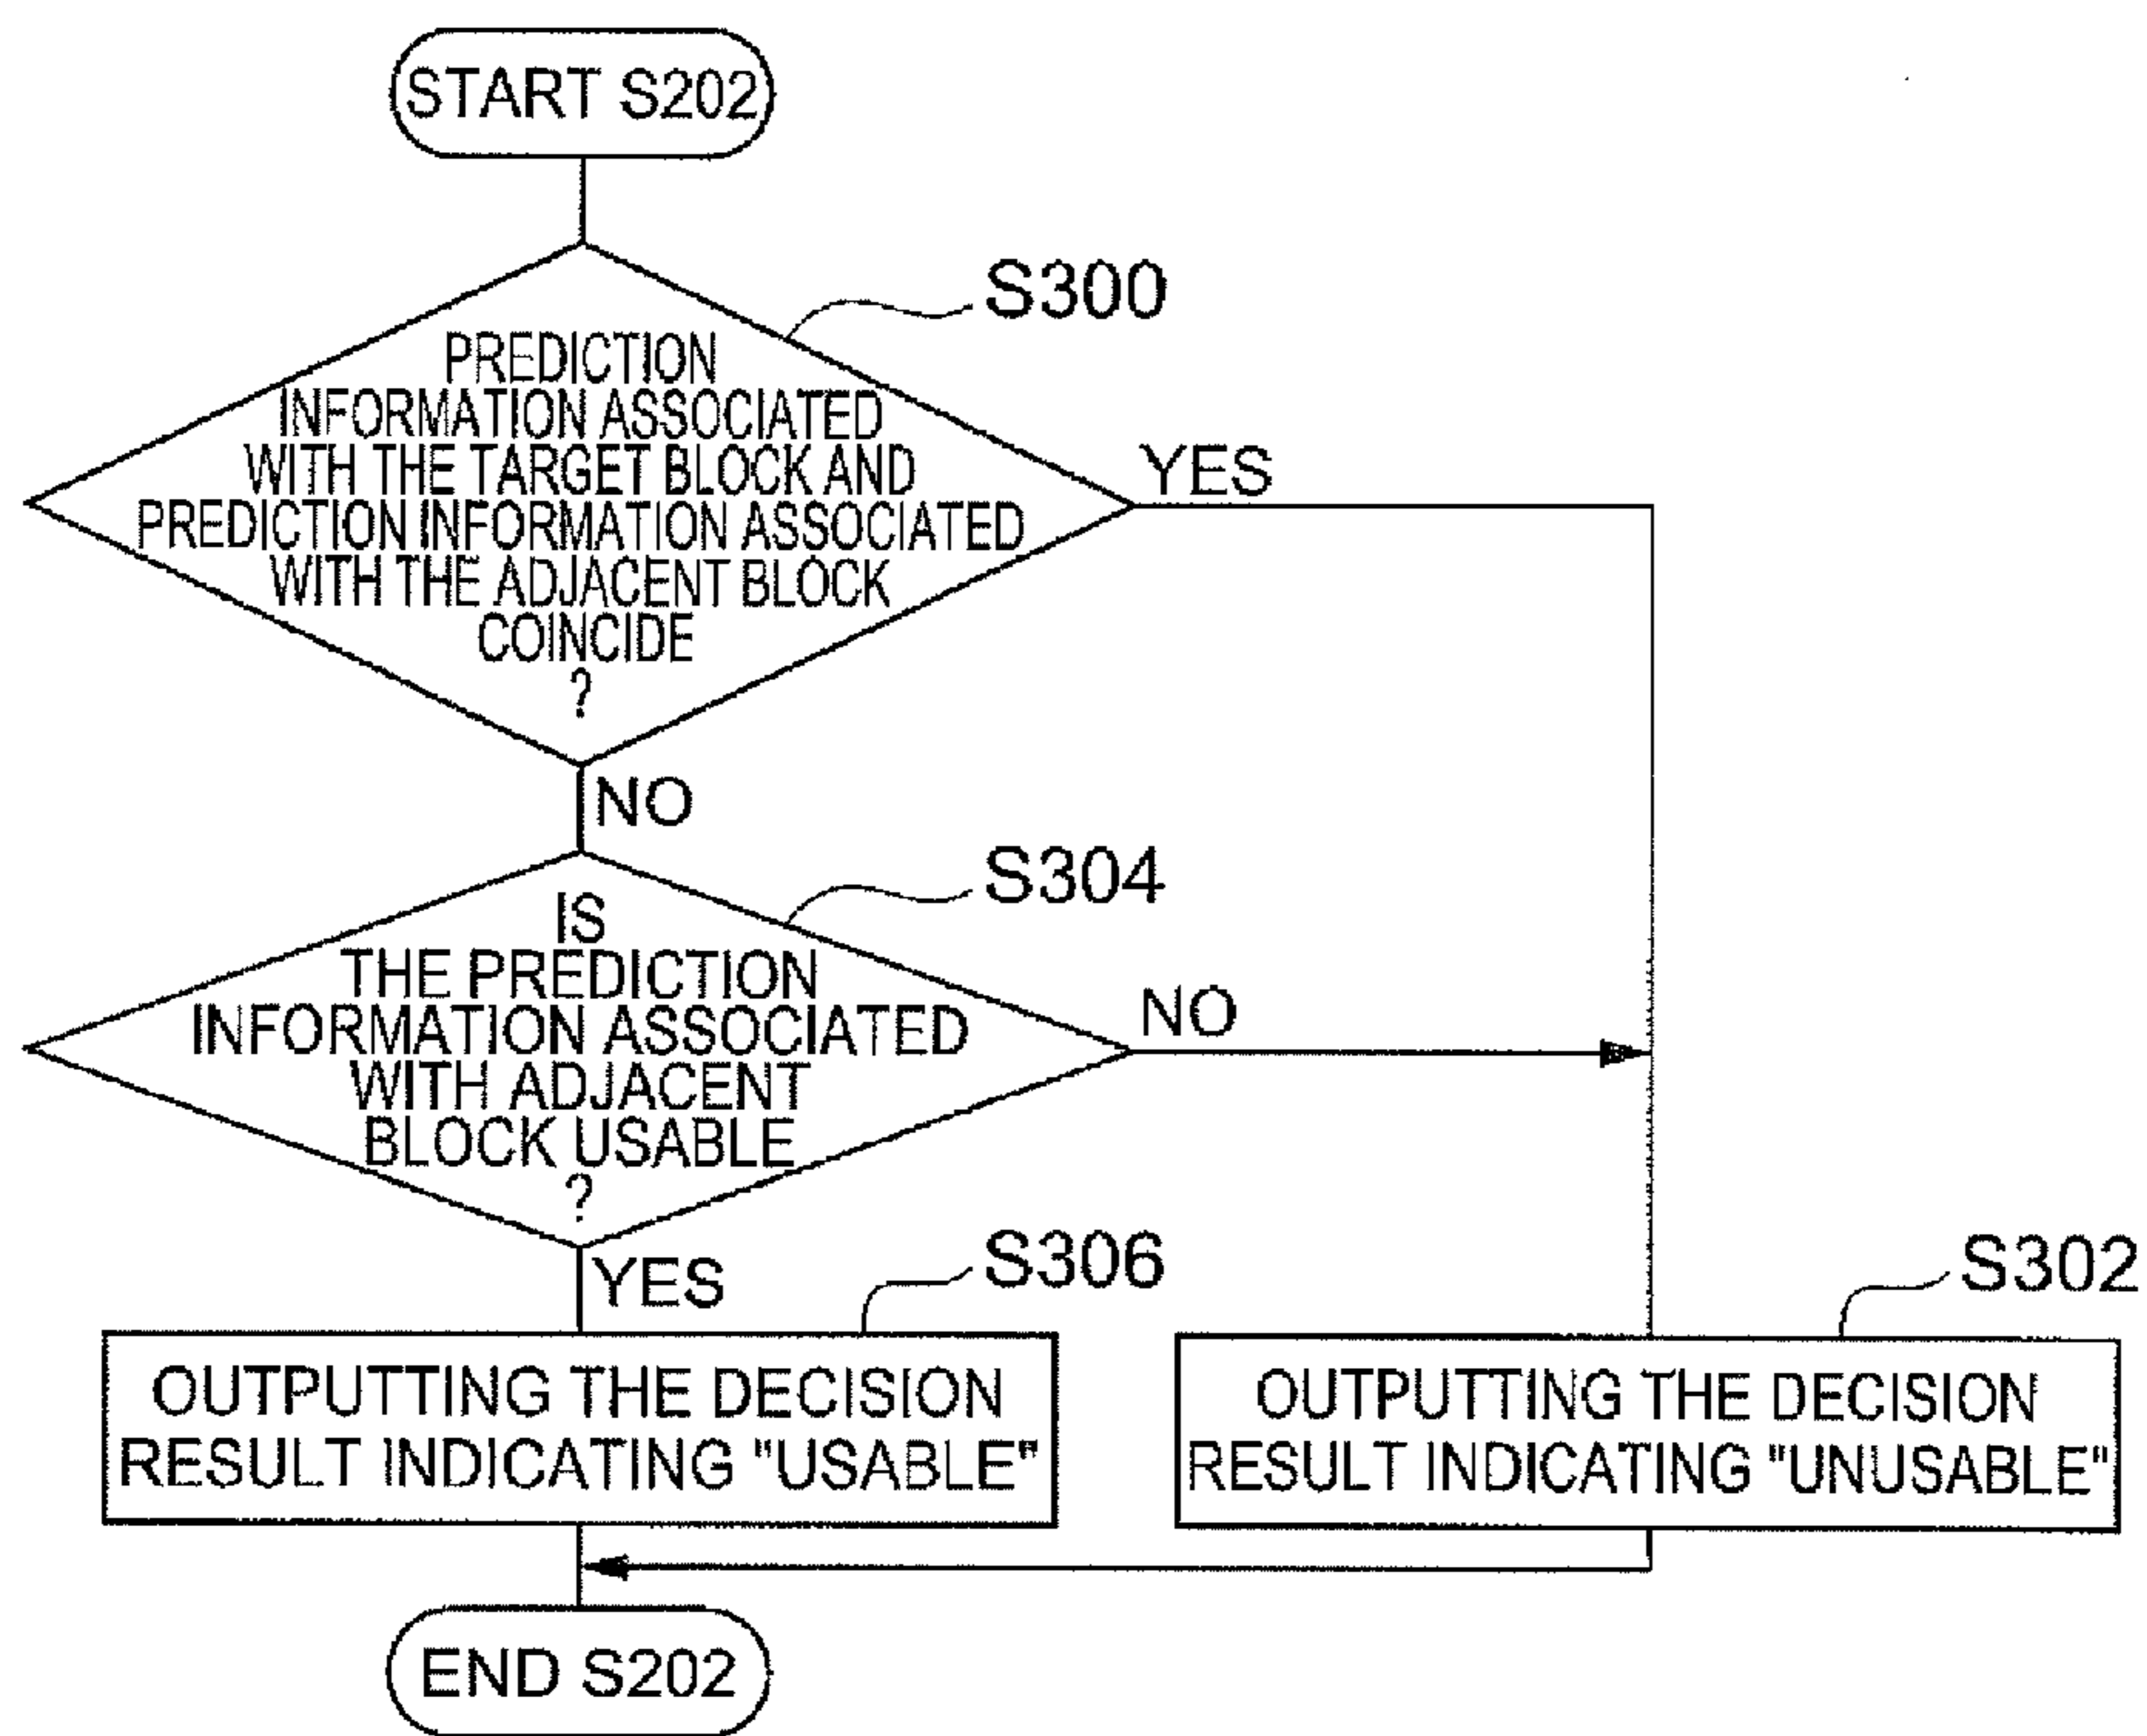 START S202
S300
PREDICTION
INFORMATION ASSOCIATED
WITH THE TARGET BLOCK AND
PREDICTION INFORMATION ASSOCIATED
WITH THE ADJACENT BLOCK
COINCIDE
?
YES
NO
S304
IS
THE PREDICTION
INFORMATION ASSOCIATED
WITH ADJACENT
BLOCK USABLE
?
NO
YES
S306
OUTPUTTING THE DECISION
RESULT INDICATING "USABLE"
S302
OUTPUTTING THE DECISION
RESULT INDICATING "UNUSABLE"
END S202